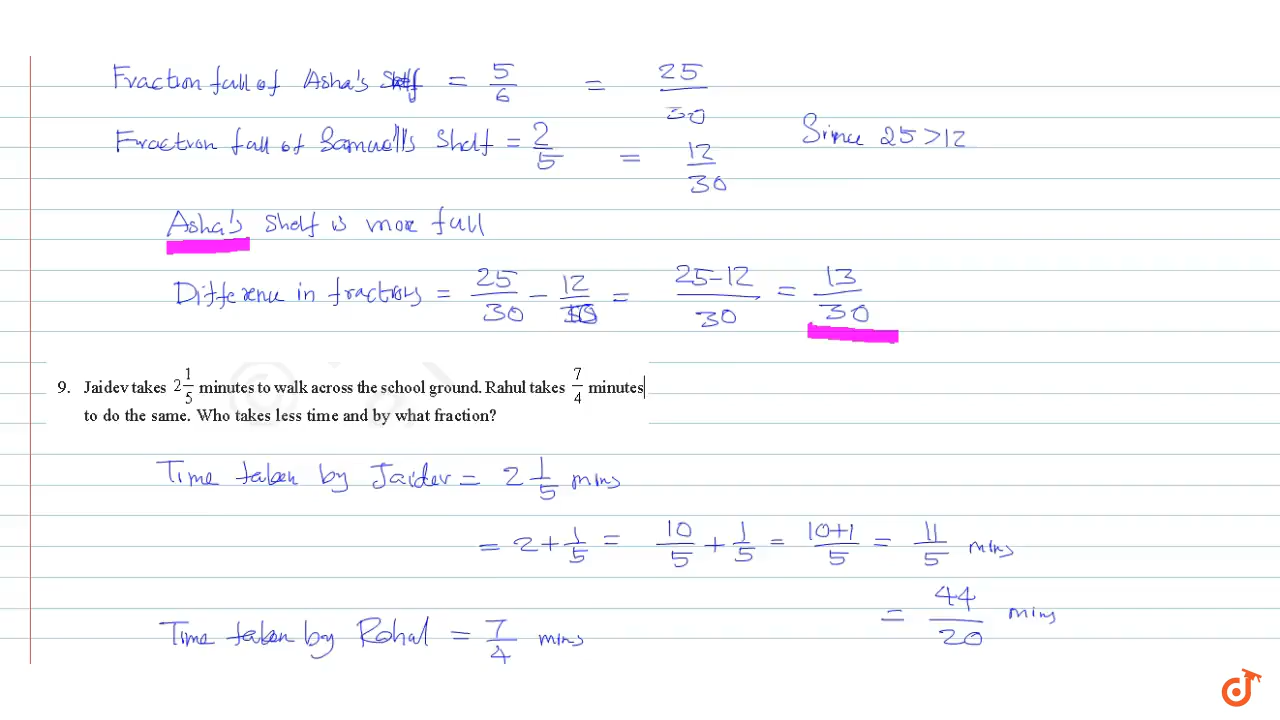 Fraction full of Asha's Shelf = 5/6 = 25/30
Fraction full of Samuell's Shelf = 2/5 = 12/30
Since 25 > 12
Asha's Shelf is more full
Difference in fractions = 25/30 - 12/30 = 25-12/30 = 13/30
9. Jaidev takes 2 1/5 minutes to walk across the school ground. Rahul takes 7/4 minutes
to do the same. Who takes less time and by what fraction?
Time taken by Jaidev = 2 1/5 mins
= 2 + 1/5 = 10/5 + 1/5 = 10+1/5 = 11/5 mins
= 44/20 mins
Time taken by Rohal = 7/4 mins